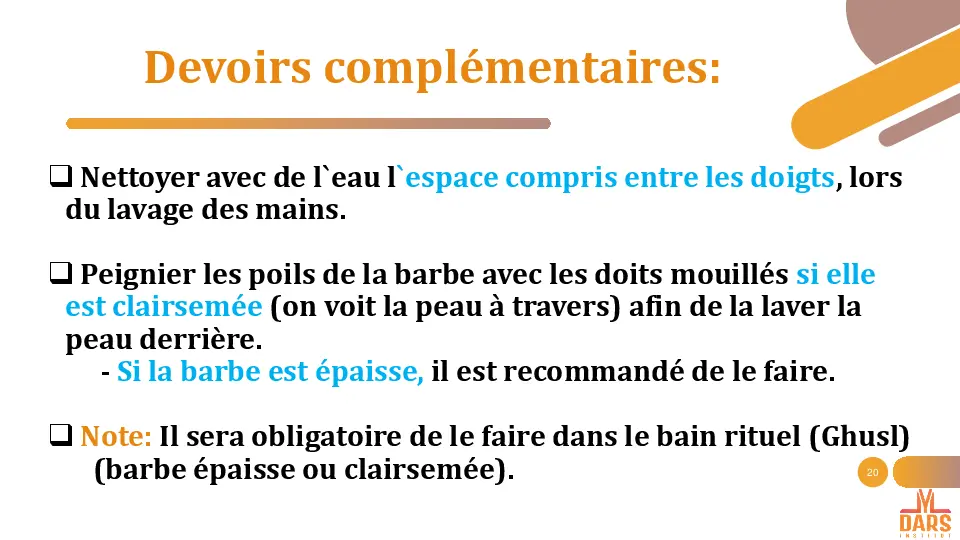 Devoirs complémentaires:
❑ Nettoyer avec de l`eau l`espace compris entre les doigts, lors
du lavage des mains.
❑ Peignier les poils de la barbe avec les doits mouillés si elle
est clairsemée (on voit la peau à travers) afin de la laver la
peau derrière.
- Si la barbe est épaisse, il est recommandé de le faire.
❑ Note: Il sera obligatoire de le faire dans le bain rituel (Ghusl)
(barbe épaisse ou clairsemée).
20
DARS
INSTITUT